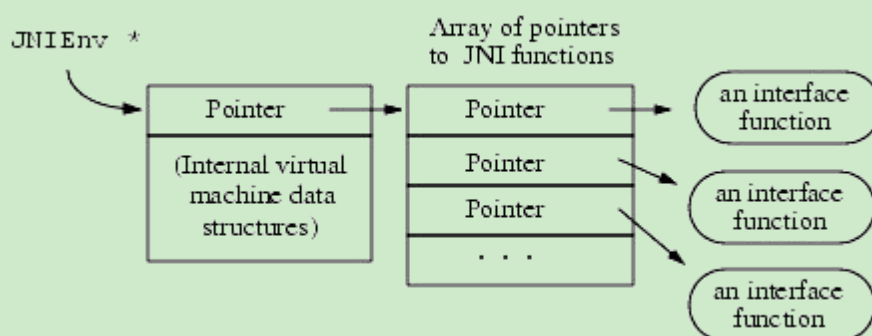 JNIEnv *
Array of pointers
to JNI functions
Pointer
(Internal virtual
machine data
structures)
Pointer
Pointer
Pointer
. . .
an interface
function
an interface
function
an interface
function